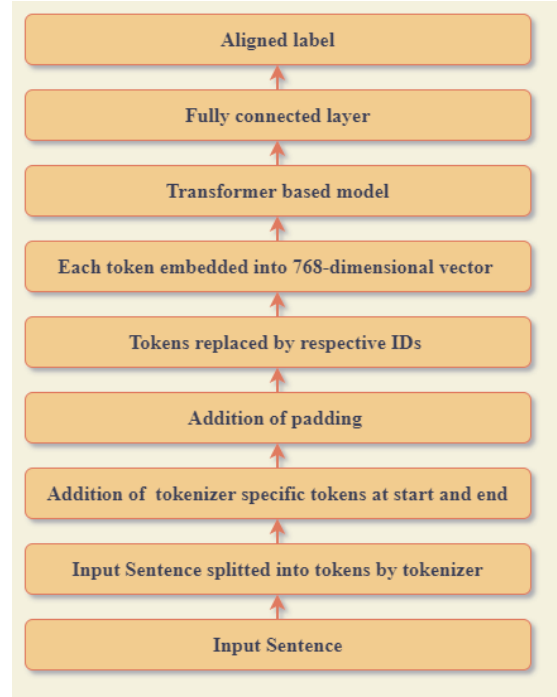 Aligned label
Fully connected layer
Transformer based model
Each token embedded into 768-dimensional vector
Tokens replaced by respective IDs
Addition of padding
Addition of tokenizer specific tokens at start and end
Input Sentence splitted into tokens by tokenizer
Input Sentence